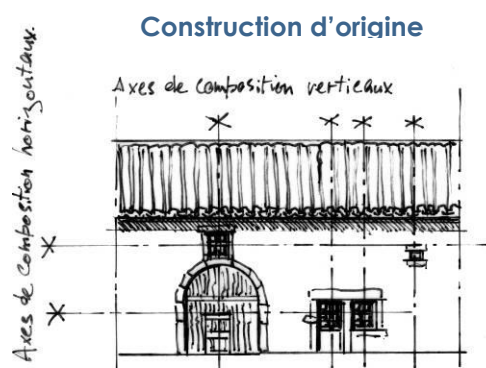 Construction d'origine
Axes de composition verticaux
Axes de composition horizontaux.